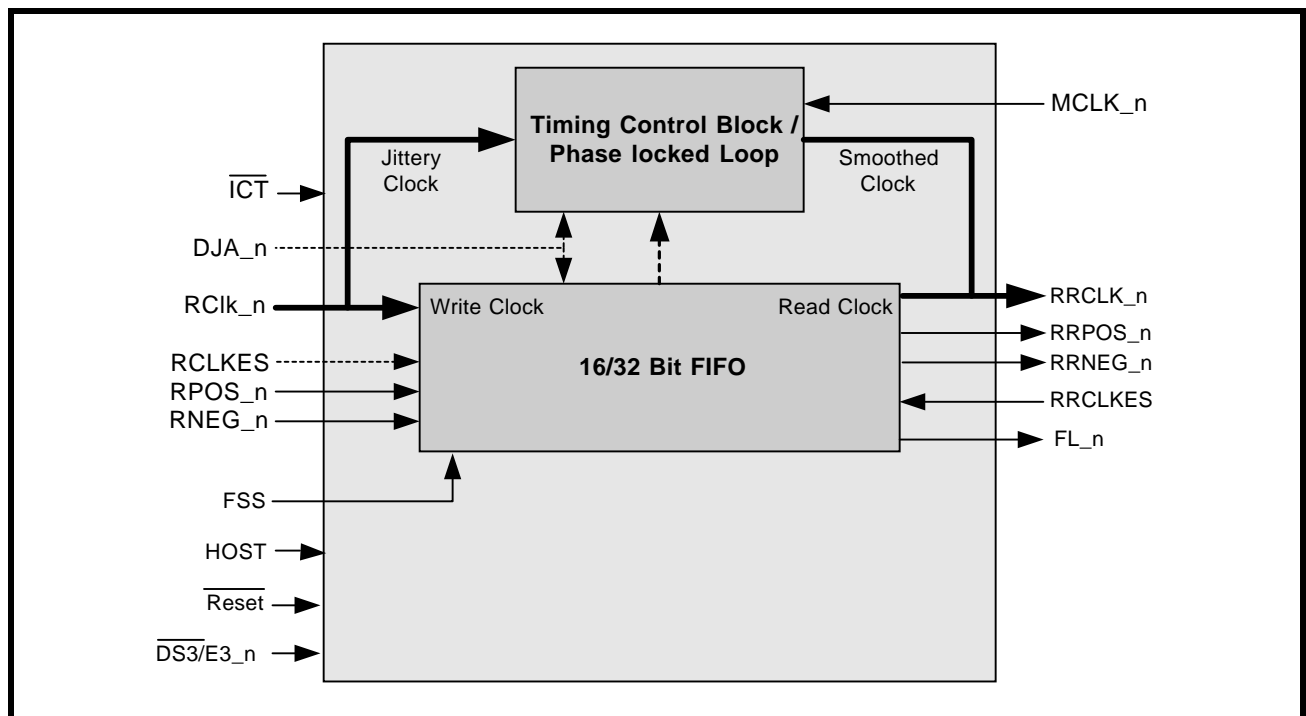 Timing Control Block /
Phase locked Loop
MCLK_n
Jittery
Clock
Smoothed
Clock
ICT
DJA_n
RClk_n
Write Clock
Read Clock
RRCLK_n
RRPOS_n
RCLKES
16/32 Bit FIFO
RRNEG_n
RPOS_n
RRCLKES
RNEG_n
FL_n
FSS
HOST
Reset
DS3/E3_n